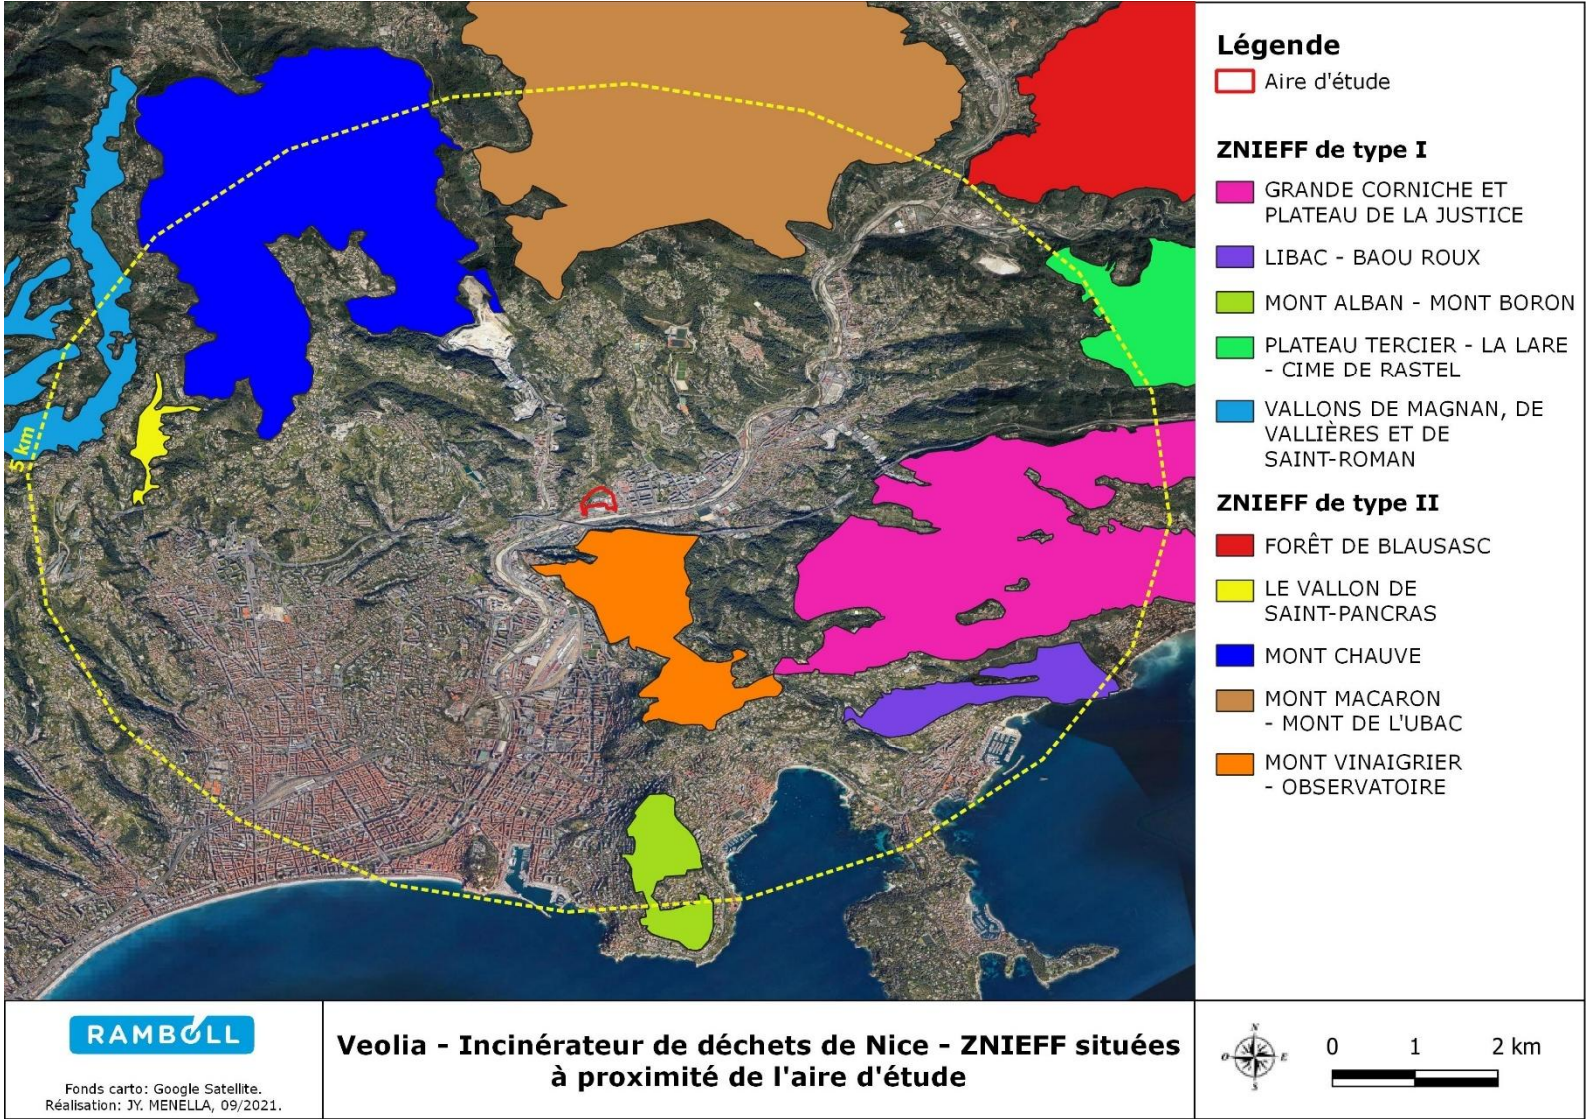 5 km
Légende
Aire d'étude
ZNIEFF de type I
GRANDE CORNICHE ET
PLATEAU DE LA JUSTICE
LIBAC - BAOU ROUX
MONT ALBAN - MONT BORON
PLATEAU TERCIER - LA LARE
- CIME DE RASTEL
VALLONS DE MAGNAN, DE
VALLIÈRES ET DE
SAINT-ROMAN
ZNIEFF de type II
FORÊT DE BLAUSASC
LE VALLON DE
SAINT-PANCRAS
MONT CHAUVE
MONT MACARON
- MONT DE L'UBAC
MONT VINAIGRIER
- OBSERVATOIRE
RAMBOLL
Fonds carto: Google Satellite.
Réalisation: JY. MENELLA, 09/2021.
Veolia - Incinérateur de déchets de Nice - ZNIEFF situées
à proximité de l'aire d'étude
N
O E
S
0 1 2 km